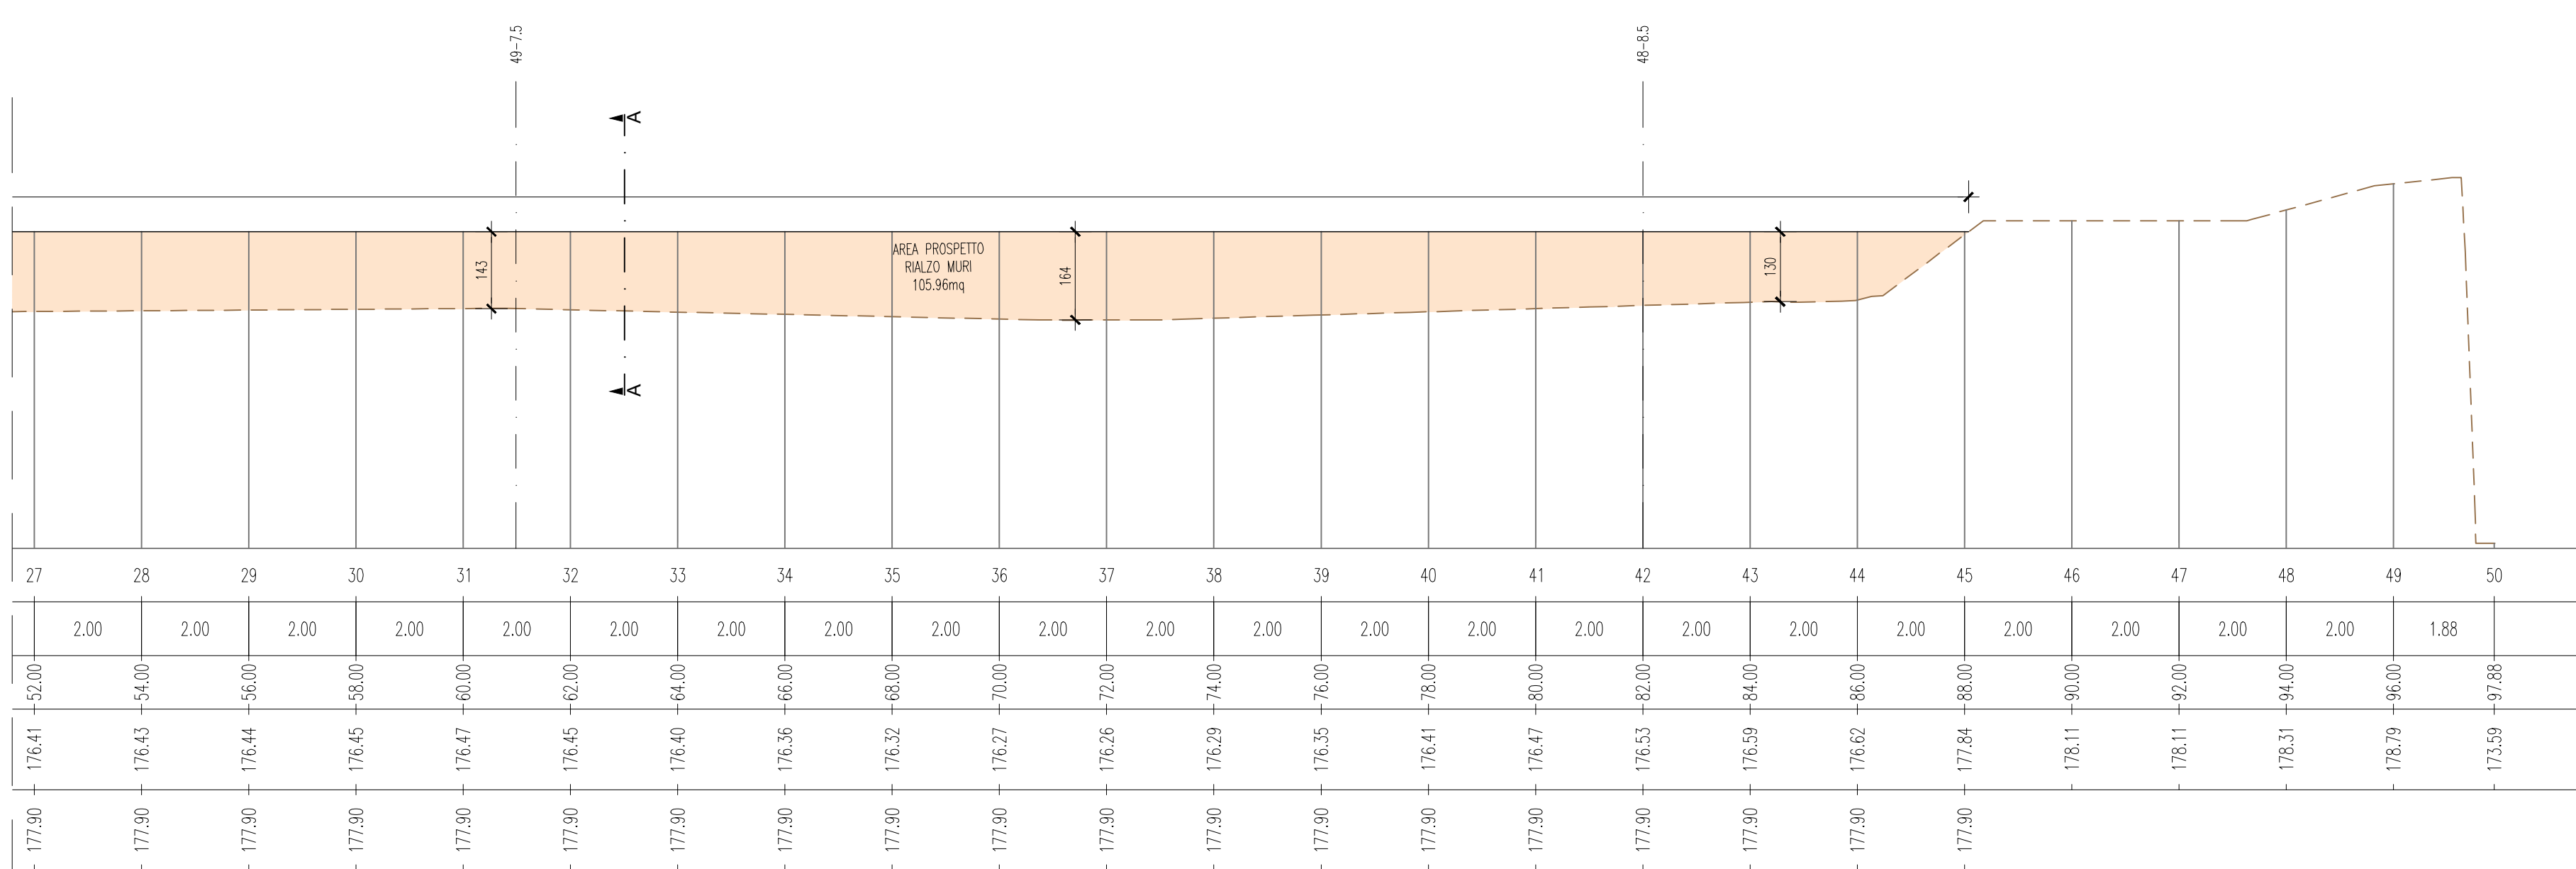 49-7.5
48-8.5
A
143
AREA PROSPETTO
RIALZO MURI
105.96mq
164
130
A
27 28 29 30 31 32 33 34 35 36 37 38 39 40 41 42 43 44 45 46 47 48 49 50
2.00 2.00 2.00 2.00 2.00 2.00 2.00 2.00 2.00 2.00 2.00 2.00 2.00 2.00 2.00 2.00 2.00 2.00 2.00 2.00 2.00 2.00 1.88
52.00 54.00 56.00 58.00 60.00 62.00 64.00 66.00 68.00 70.00 72.00 74.00 76.00 78.00 80.00 82.00 84.00 86.00 88.00 90.00 92.00 94.00 96.00 97.88
176.41 176.43 176.44 176.45 176.47 176.45 176.40 176.36 176.32 176.27 176.26 176.29 176.35 176.41 176.47 176.53 176.59 176.62 177.84 178.11 178.11 178.31 178.79 173.59
177.90 177.90 177.90 177.90 177.90 177.90 177.90 177.90 177.90 177.90 177.90 177.90 177.90 177.90 177.90 177.90 177.90 177.90 177.90